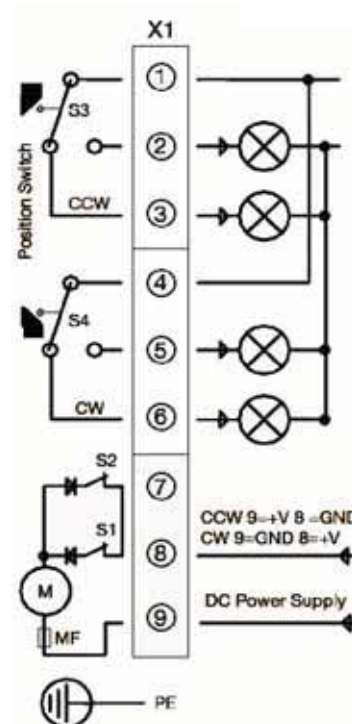 X1
Position Switch
S3
CCW
S4
CW
S2
S1
M
MF
PE
1
2
3
4
5
6
7
8
9
CCW 9=+V 8 =GND
CW 9=GND 8=+V
DC Power Supply